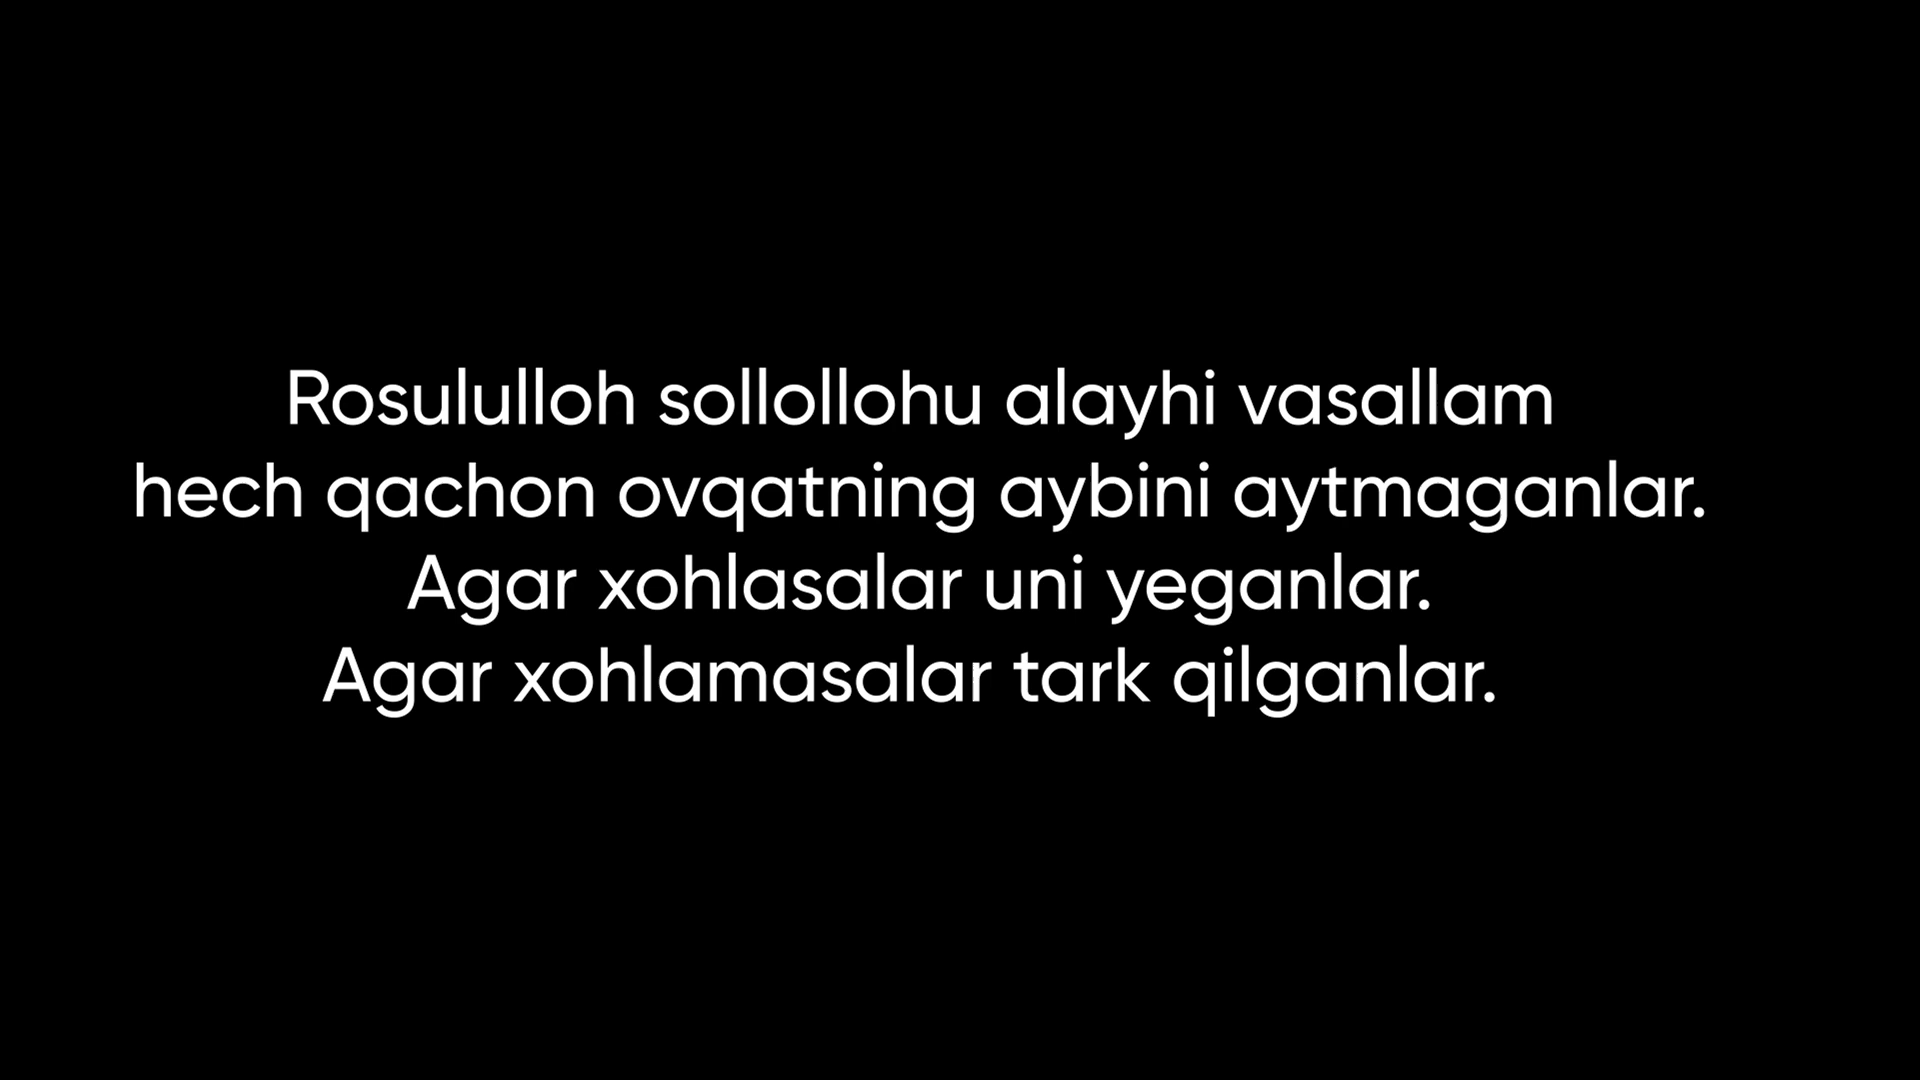 Rosululloh sollollohu alayhi vasallam
hech qachon ovqatning aybini aytmaganlar.
Agar xohlasalar uni yeganlar.
Agar xohlamasalar tark qilganlar.